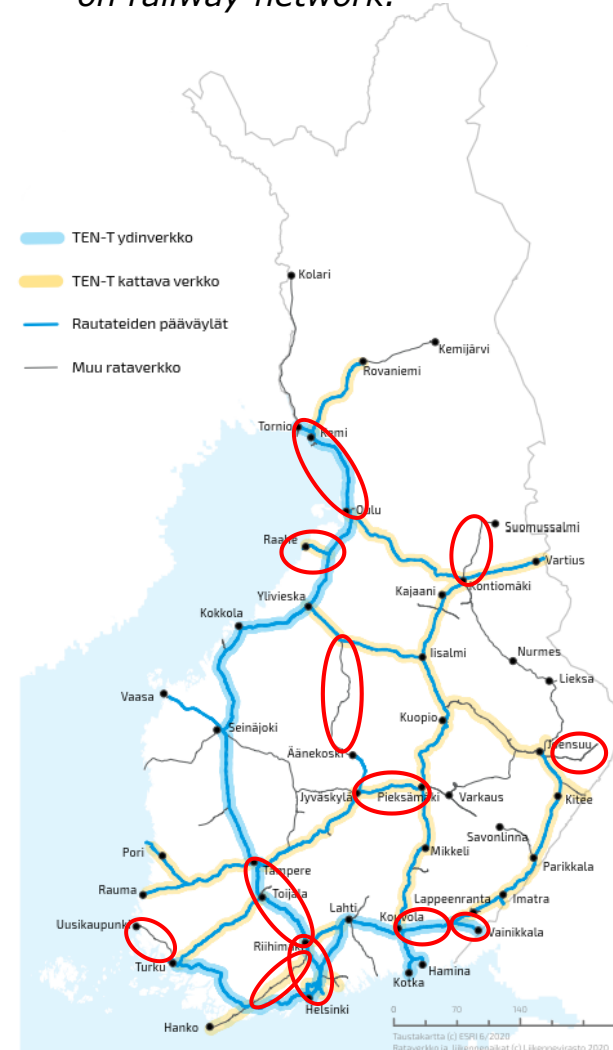 on railway network.
TEN-T ydinverkko
TEN-T kattava verkko
Rautateiden pääväylät
Muu rataverkko
Kolari
Kemijärvi
Rovaniemi
Tornio
Kemi
Oulu
Suomussalmi
Raahe
Vartius
Kontiomäki
Kajaani
Ylivieska
Kokkola
Iisalmi
Nurmes
Lieksa
Vaasa
Kuopio
Seinäjoki
Joensuu
Äänekoski
Jyväskylä
Pieksämäki
Varkaus
Kitee
Savonlinna
Pori
Mikkeli
Parikkala
Tampere
Rauma
Toijala
Lappeenranta
Imatra
Uusikaupunki
Lahti
Kouvola
Vainikkala
Riihimäki
Turku
Hamina
Kotka
Helsinki
Hanko
0 70 140
Taustakartta (c) ESRI 6/2020
Rataverkko ja liikennepaikat (c) Liikennevirasto 2020